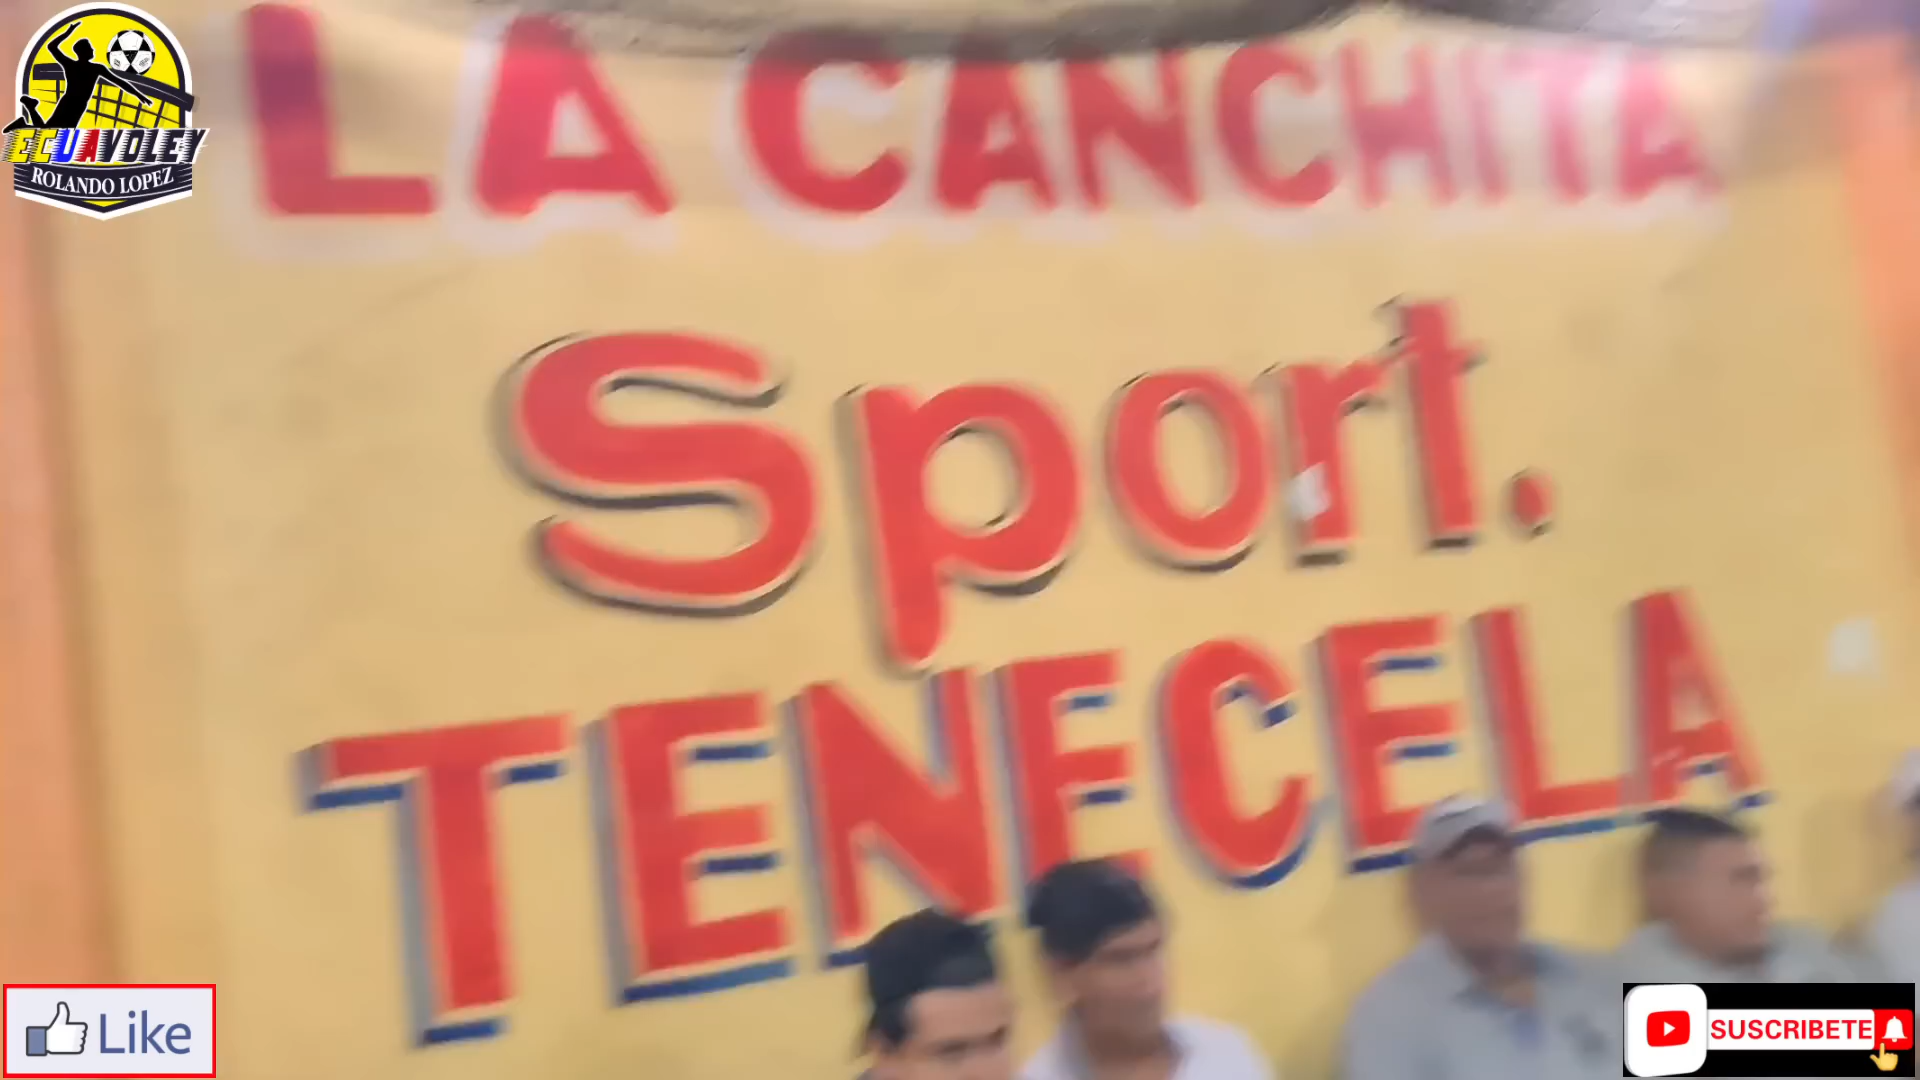 LA CANCHITA
ECUAVOLEY
ROLANDO LOPEZ
Sport.
TENECELA
Like
SUSCRIBETE